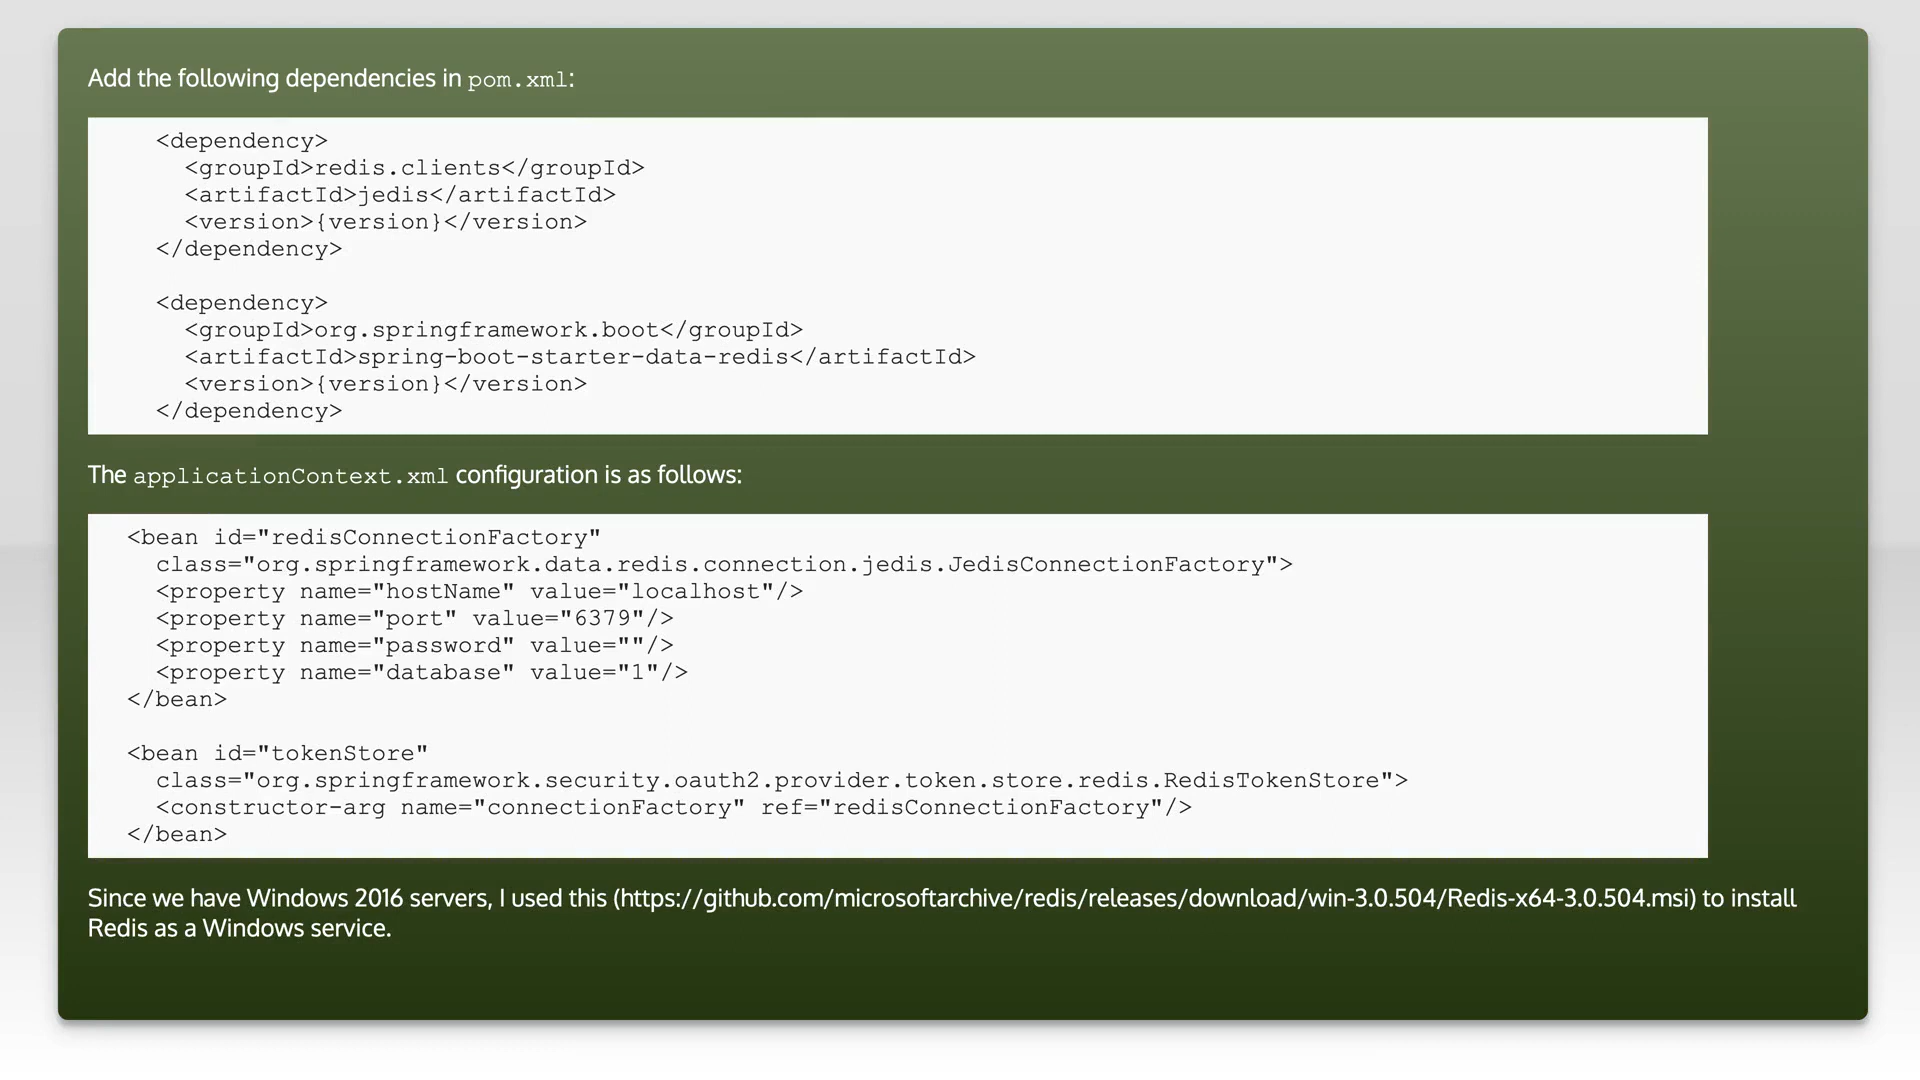 Add the following dependencies in pom.xml:
<dependency>
<groupId>redis.clients</groupId>
<artifactId>jedis</artifactId>
<version>{version}</version>
</dependency>
<dependency>
<groupId>org.springframework.boot</groupId>
<artifactId>spring-boot-starter-data-redis</artifactId>
<version>{version}</version>
</dependency>
The applicationContext.xml configuration is as follows:
<bean id="redisConnectionFactory"
class="org.springframework.data.redis.connection.jedis.JedisConnectionFactory">
<property name="hostName" value="localhost"/>
<property name="port" value="6379"/>
<property name="password" value=""/>
<property name="database" value="1"/>
</bean>
<bean id="tokenStore"
class="org.springframework.security.oauth2.provider.token.store.redis.RedisTokenStore">
<constructor-arg name="connectionFactory" ref="redisConnectionFactory"/>
</bean>
Since we have Windows 2016 servers, I used this (https://github.com/microsoftarchive/redis/releases/download/win-3.0.504/Redis-x64-3.0.504.msi) to install
Redis as a Windows service.